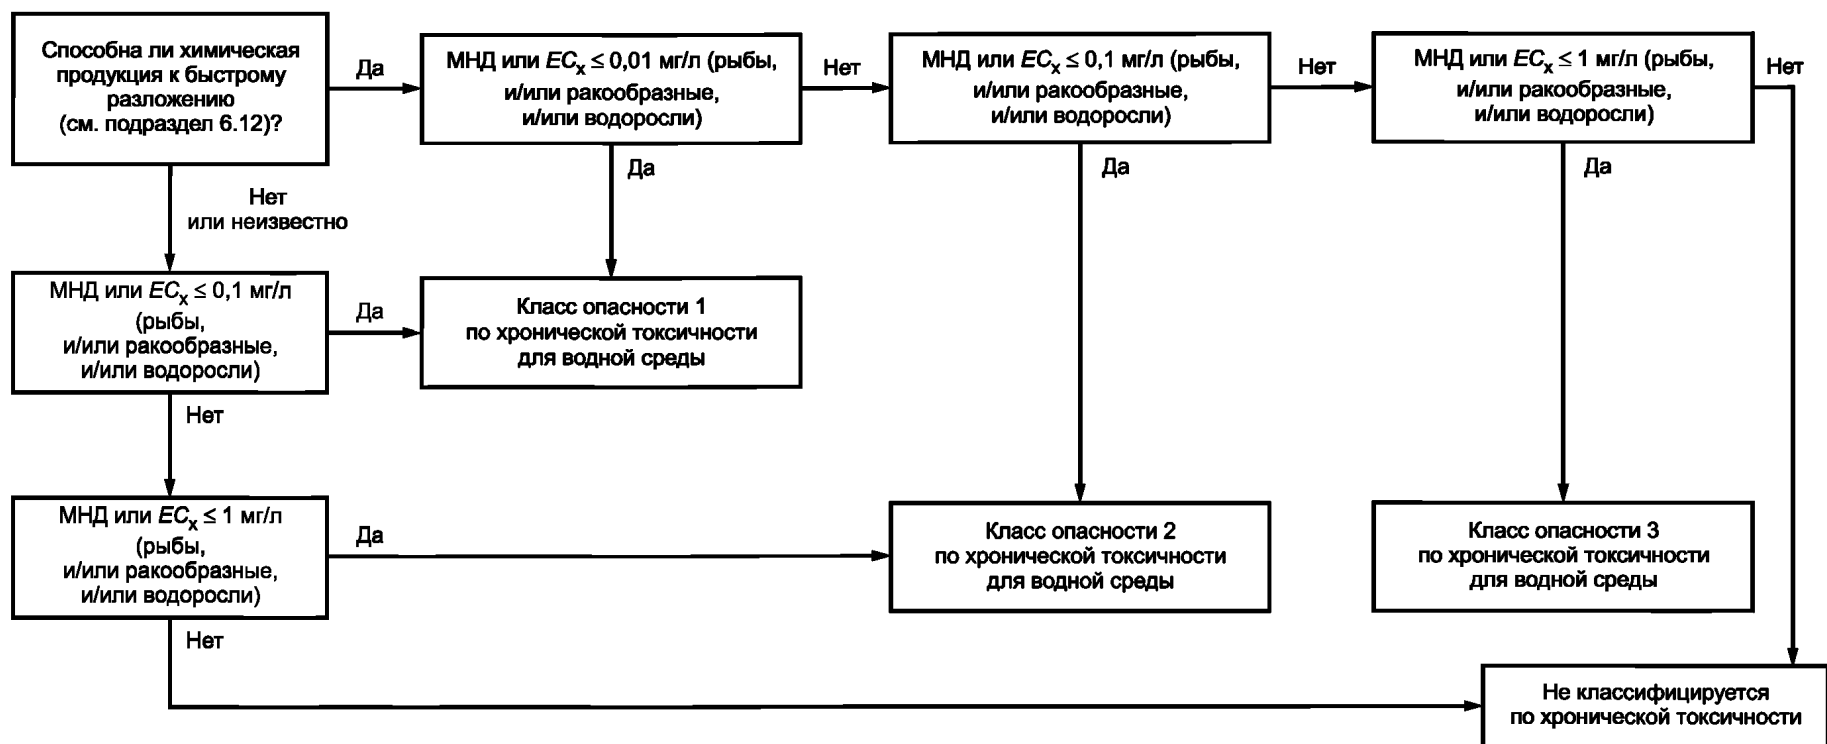 Способна ли химическая
продукция к быстрому
разложению
(см. подраздел 6.12)?
Да
МНД или ECx ≤ 0,01 мг/л (рыбы,
и/или ракообразные,
и/или водоросли)
Нет
МНД или ECx ≤ 0,1 мг/л (рыбы,
и/или ракообразные,
и/или водоросли)
Нет
МНД или ECx ≤ 1 мг/л (рыбы,
и/или ракообразные,
и/или водоросли)
Нет
Нет
или неизвестно
Да
Да
Да
МНД или ECx ≤ 0,1 мг/л
(рыбы,
и/или ракообразные,
и/или водоросли)
Да
Класс опасности 1
по хронической токсичности
для водной среды
Нет
МНД или ECx ≤ 1 мг/л
(рыбы,
и/или ракообразные,
и/или водоросли)
Да
Класс опасности 2
по хронической токсичности
для водной среды
Класс опасности 3
по хронической токсичности
для водной среды
Нет
Не классифицируется
по хронической токсичности